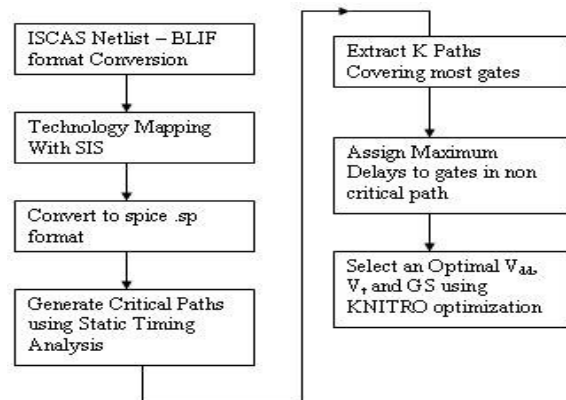 ISCAS Netlist – BLIF
format Conversion
Technology Mapping
With SIS
Convert to spice .sp
format
Generate Critical Paths
using Static Timing
Analysis
Extract K Paths
Covering most gates
Assign Maximum
Delays to gates in non
critical path
Select an Optimal Vdd,
Vt and GS using
KNITRO optimization